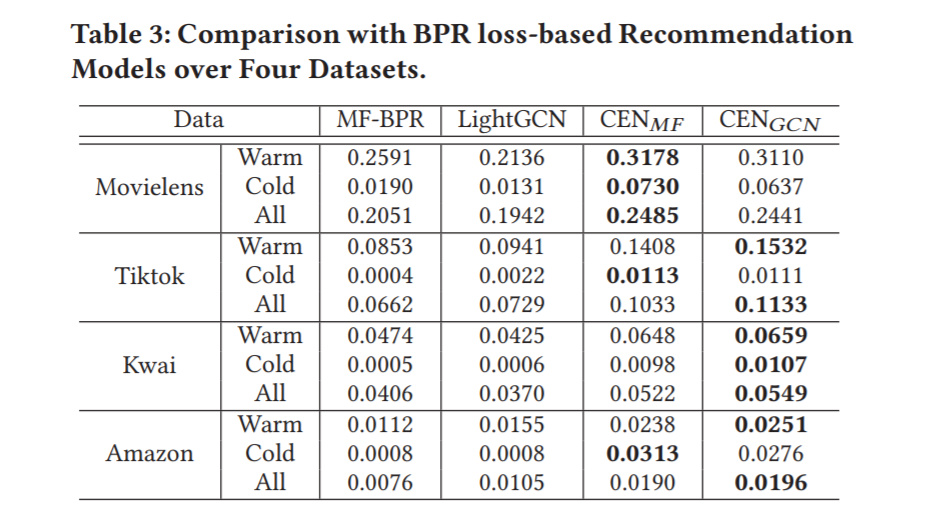 Table 3: Comparison with BPR loss-based Recommendation
Models over Four Datasets.
Data MF-BPR LightGCN CEN_MF CEN_GCN
Warm 0.2591 0.2136 0.3178 0.3110
Movielens Cold 0.0190 0.0131 0.0730 0.0637
All 0.2051 0.1942 0.2485 0.2441
Warm 0.0853 0.0941 0.1408 0.1532
Tiktok Cold 0.0004 0.0022 0.0113 0.0111
All 0.0662 0.0729 0.1033 0.1133
Warm 0.0474 0.0425 0.0648 0.0659
Kwai Cold 0.0005 0.0006 0.0098 0.0107
All 0.0406 0.0370 0.0522 0.0549
Warm 0.0112 0.0155 0.0238 0.0251
Amazon Cold 0.0008 0.0008 0.0313 0.0276
All 0.0076 0.0105 0.0190 0.0196